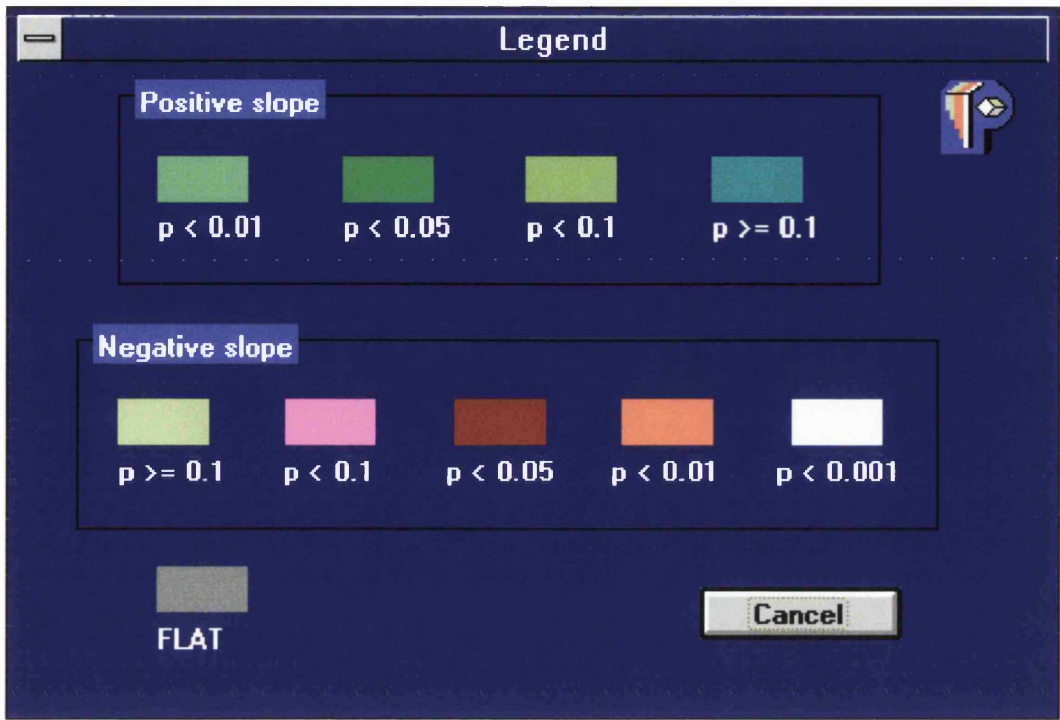 Legend
Positive slope
p < 0.01 p < 0.05 p < 0.1 p >= 0.1
Negative slope
p >= 0.1 p < 0.1 p < 0.05 p < 0.01 p < 0.001
FLAT
Cancel